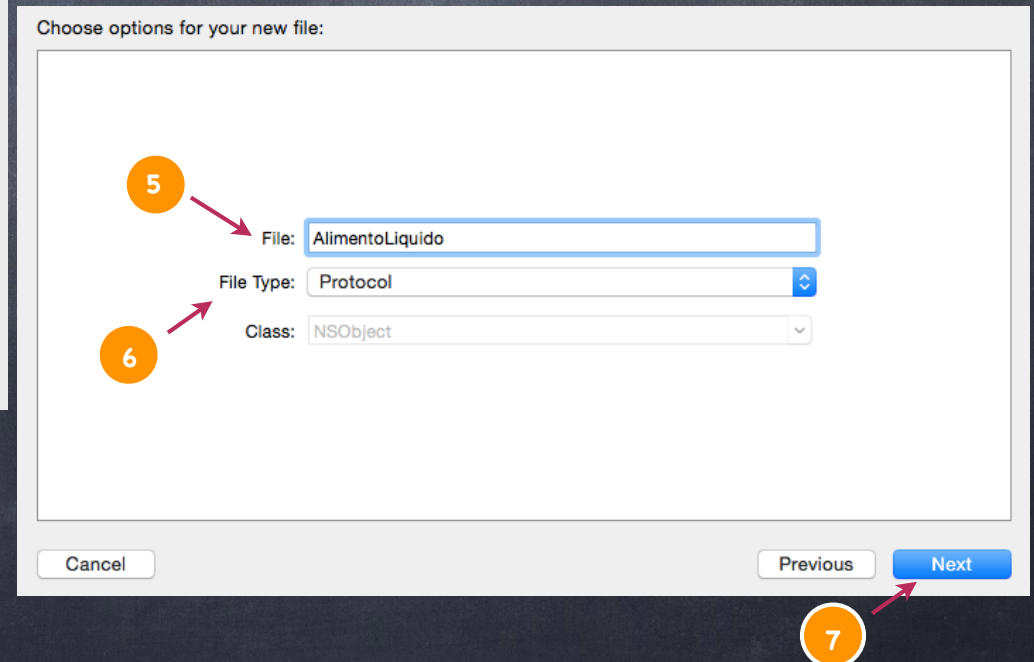 Choose options for your new file:
5
File: AlimentoLiquido
File Type: Protocol
6
Class: NSObject
Cancel Previous Next
7